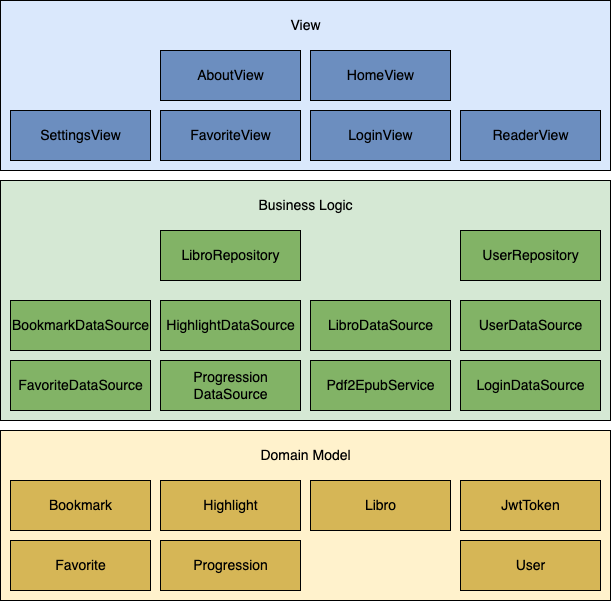 View
AboutView
HomeView
SettingsView
FavoriteView
LoginView
ReaderView
Business Logic
LibroRepository
UserRepository
BookmarkDataSource
HighlightDataSource
LibroDataSource
UserDataSource
FavoriteDataSource
Progression
DataSource
Pdf2EpubService
LoginDataSource
Domain Model
Bookmark
Highlight
Libro
JwtToken
Favorite
Progression
User